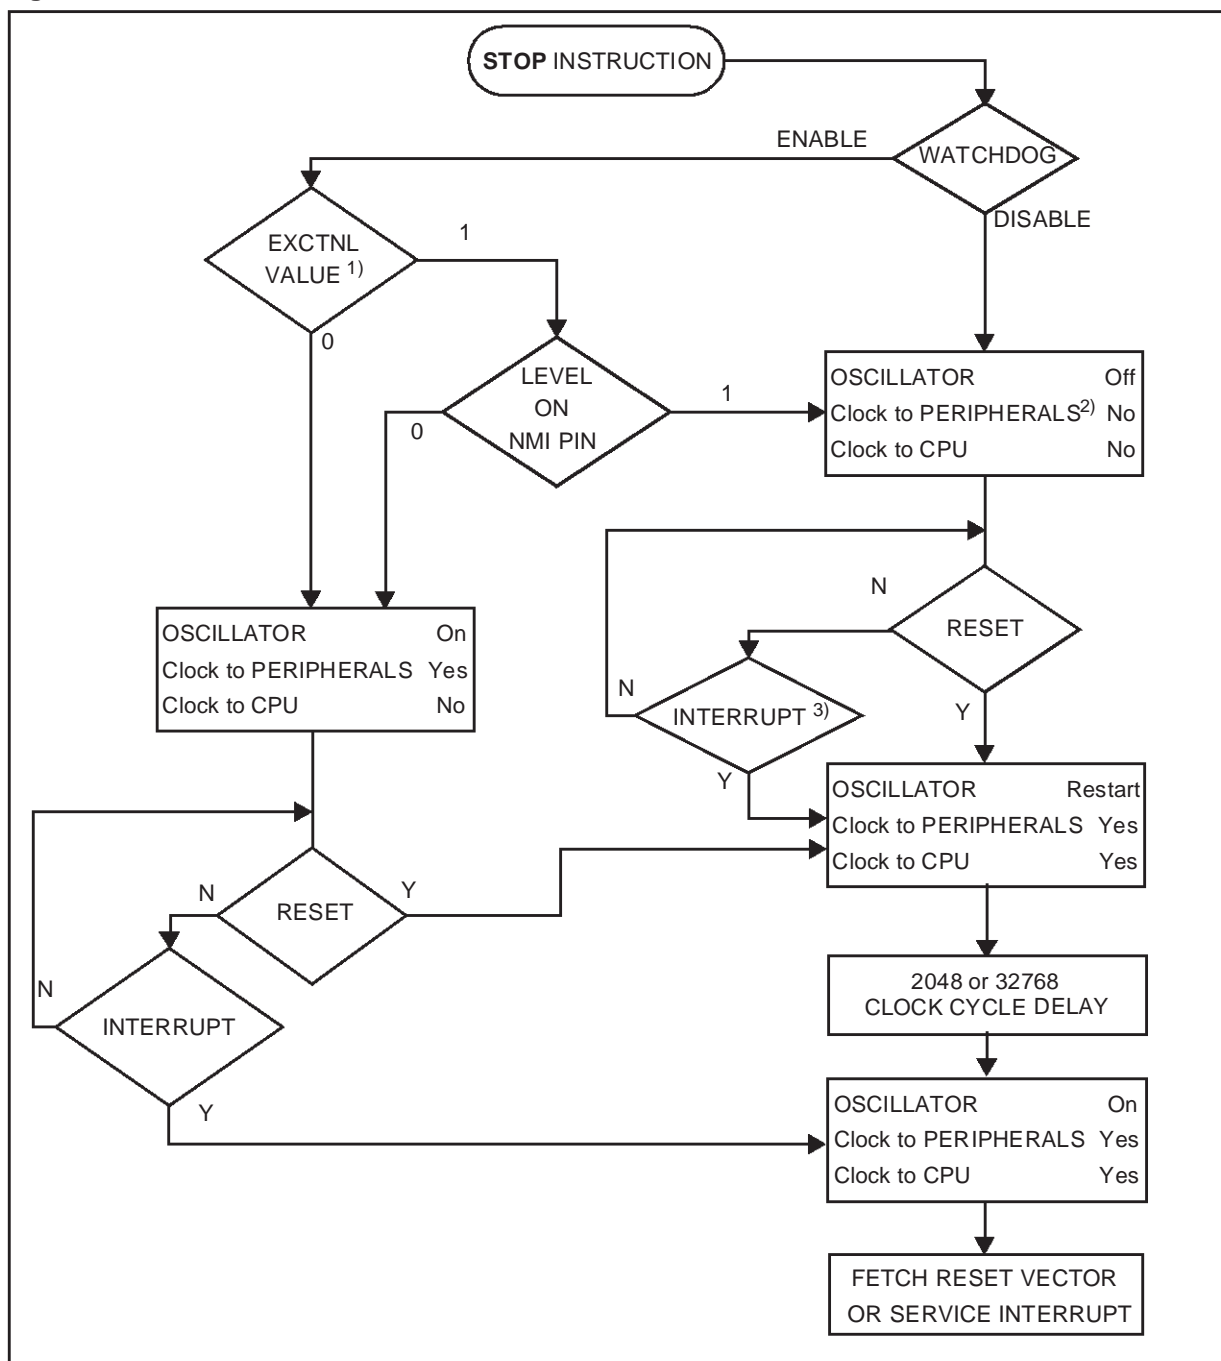 STOP INSTRUCTION
ENABLE
WATCHDOG
DISABLE
EXCTNL
VALUE 1)
1
0
LEVEL
ON
NMI PIN
1
0
OSCILLATOR Off
Clock to PERIPHERALS2) No
Clock to CPU No
N
RESET
Y
OSCILLATOR On
Clock to PERIPHERALS Yes
Clock to CPU No
N
INTERRUPT 3)
Y
OSCILLATOR Restart
Clock to PERIPHERALS Yes
Clock to CPU Yes
N
RESET
Y
N
INTERRUPT
Y
2048 or 32768
CLOCK CYCLE DELAY
OSCILLATOR On
Clock to PERIPHERALS Yes
Clock to CPU Yes
FETCH RESET VECTOR
OR SERVICE INTERRUPT